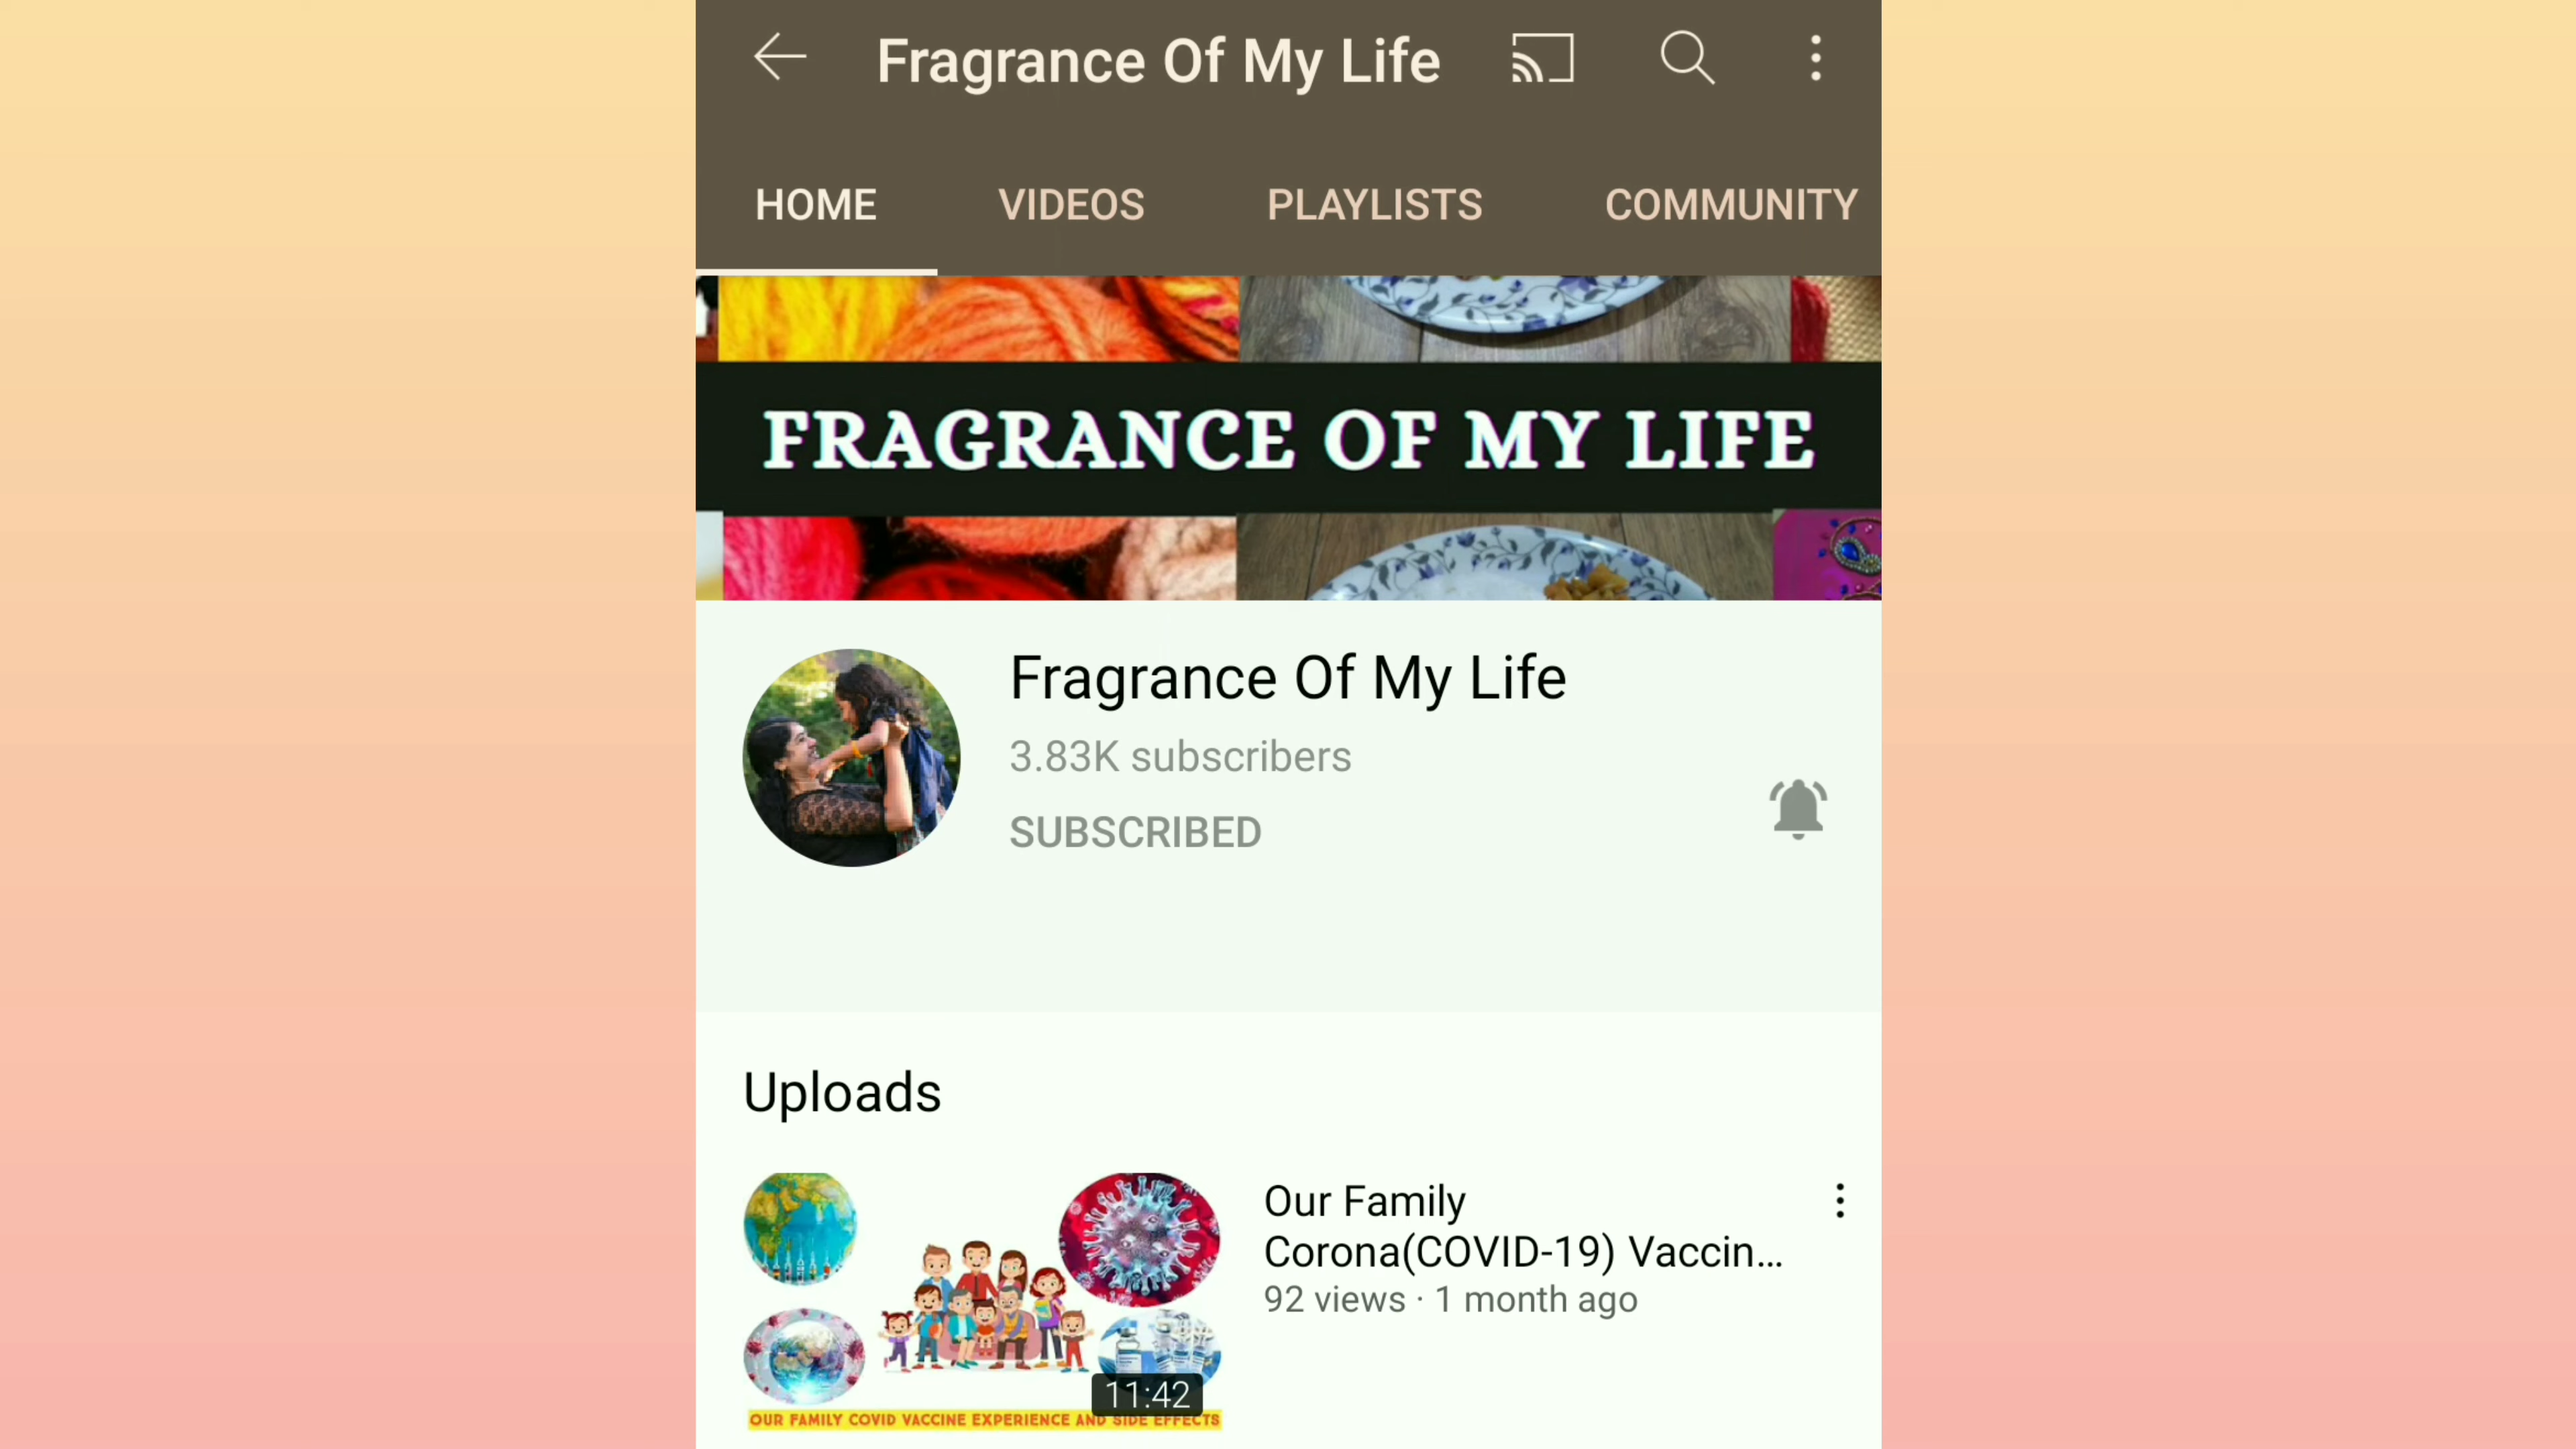 Fragrance Of My Life
HOME VIDEOS PLAYLISTS COMMUNITY
FRAGRANCE OF MY LIFE
Fragrance Of My Life
3.83K subscribers
SUBSCRIBED
Uploads
Our Family
Corona(COVID-19) Vaccin...
92 views · 1 month ago
11:42
OUR FAMILY COVID VACCINE EXPERIENCE AND SIDE EFFECTS